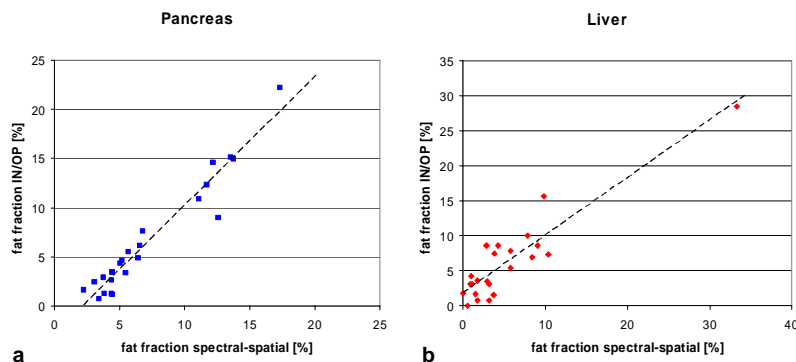 Pancreas
fat fraction IN/OP [%]
25
20
15
10
5
0
0 5 10 15 20 25
fat fraction spectral-spatial [%]
a
Liver
fat fraction IN/OP [%]
35
30
25
20
15
10
5
0
0 10 20 30 40
fat fraction spectral-spatial [%]
b